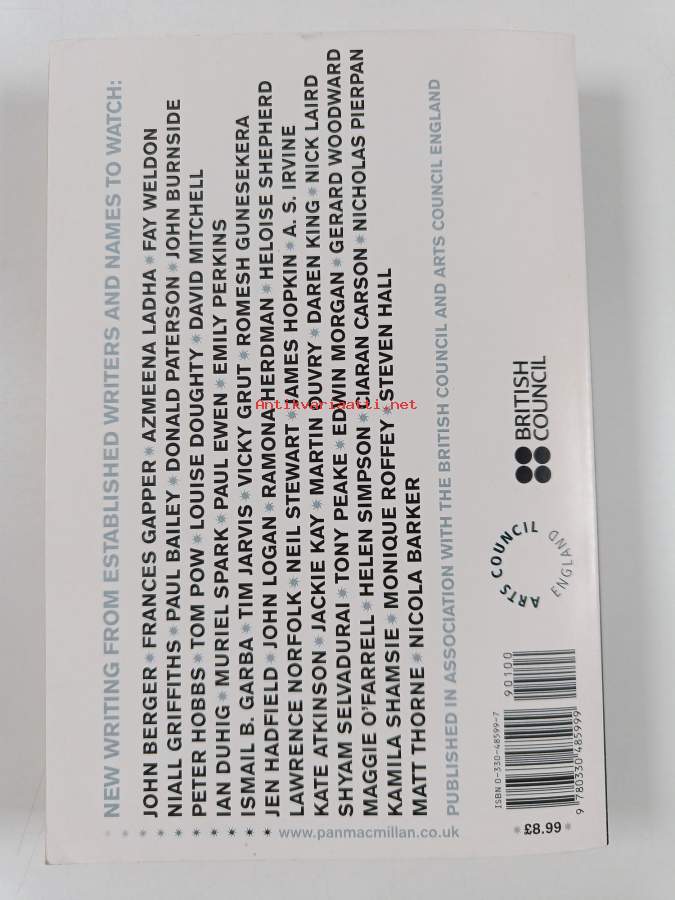 NEW WRITING FROM ESTABLISHED WRITERS AND NAMES TO WATCH:
JOHN BERGER * FRANCES GAPPER * AZMEENA LADHA * FAY WELDON
NIALL GRIFFITHS * PAUL BAILEY * DONALD PATERSON * JOHN BURNSIDE
PETER HOBBS * TOM POW * LOUISE DOUGHTY * DAVID MITCHELL
IAN DUHIG * MURIEL SPARK * PAUL EWEN * EMILY PERKINS
ISMAIL B. GARBA * TIM JARVIS * VICKY GRUT * ROMESH GUNESEKERA
JEN HADFIELD * JOHN LOGAN * RAMONA HERDMAN * HELOISE SHEPHERD
LAWRENCE NORFOLK * NEIL STEWART * JAMES HOPKIN * A. S. IRVINE
KATE ATKINSON * JACKIE KAY * MARTIN OUVRY * DAREN KING * NICK LAIRD
SHYAM SELVADURAI * TONY PEAKE * EDWIN MORGAN * GERARD WOODWARD
MAGGIE O'FARRELL * HELEN SIMPSON * CIARAN CARSON * NICHOLAS PIERPAN
KAMILA SHAMSIE * MONIQUE ROFFEY * STEVEN HALL
MATT THORNE * NICOLA BARKER
PUBLISHED IN ASSOCIATION WITH THE BRITISH COUNCIL AND ARTS COUNCIL ENGLAND
ISBN 0-330-48599-7
90100
9 780330 485999
ARTS COUNCIL
ENGLAND
BRITISH
COUNCIL
* £8.99 *
www.panmacmillan.co.uk
Antikvariaatti.net